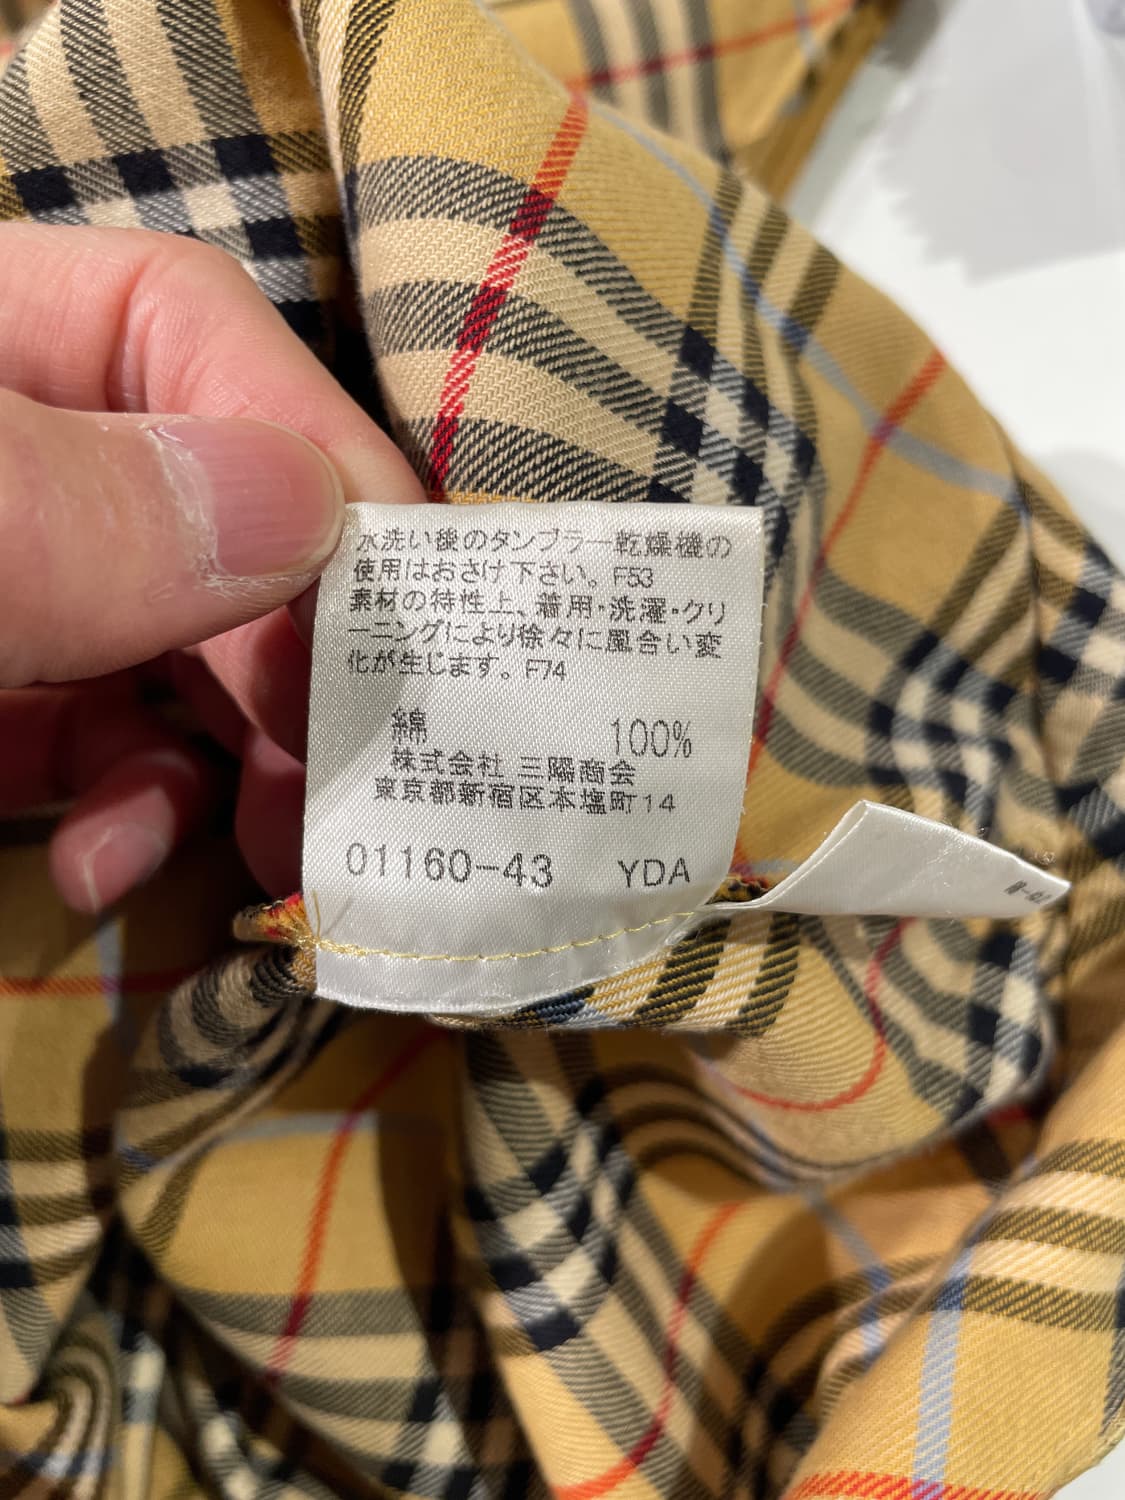 水洗い後のタンブラー乾燥機の
使用はおさけ下さい。F53
素材の特性上、着用・洗濯・クリ
ーニングにより徐々に風合い変
化が生じます。F74
綿 100%
株式会社 三陽商会
東京都新宿区本塩町14
01160-43 YDA